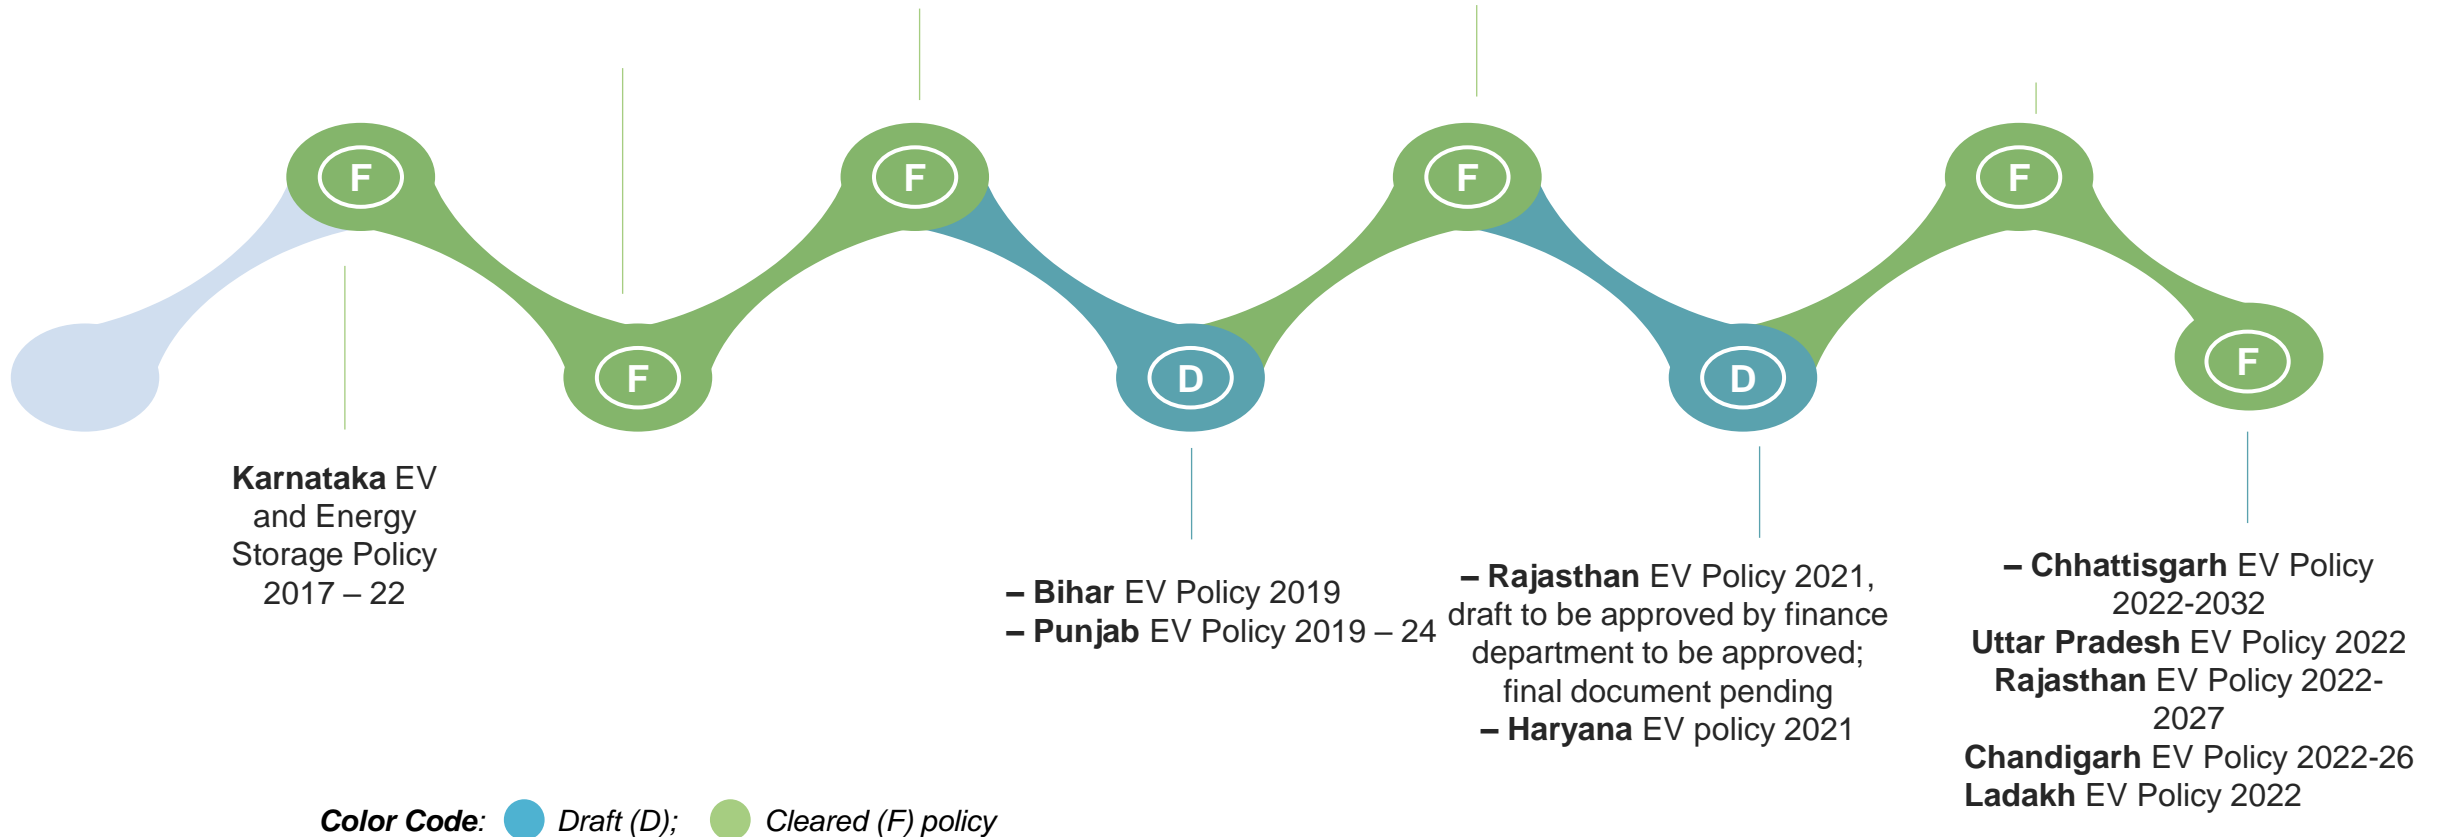 F
F
F
F
F
D
D
F
Karnataka EV
and Energy
Storage Policy
2017 – 22
– Bihar EV Policy 2019
– Punjab EV Policy 2019 – 24
– Rajasthan EV Policy 2021,
draft to be approved by finance
department to be approved;
final document pending
– Haryana EV policy 2021
– Chhattisgarh EV Policy
2022-2032
Uttar Pradesh EV Policy 2022
Rajasthan EV Policy 2022-
2027
Chandigarh EV Policy 2022-26
Ladakh EV Policy 2022
Color Code: Draft (D); Cleared (F) policy